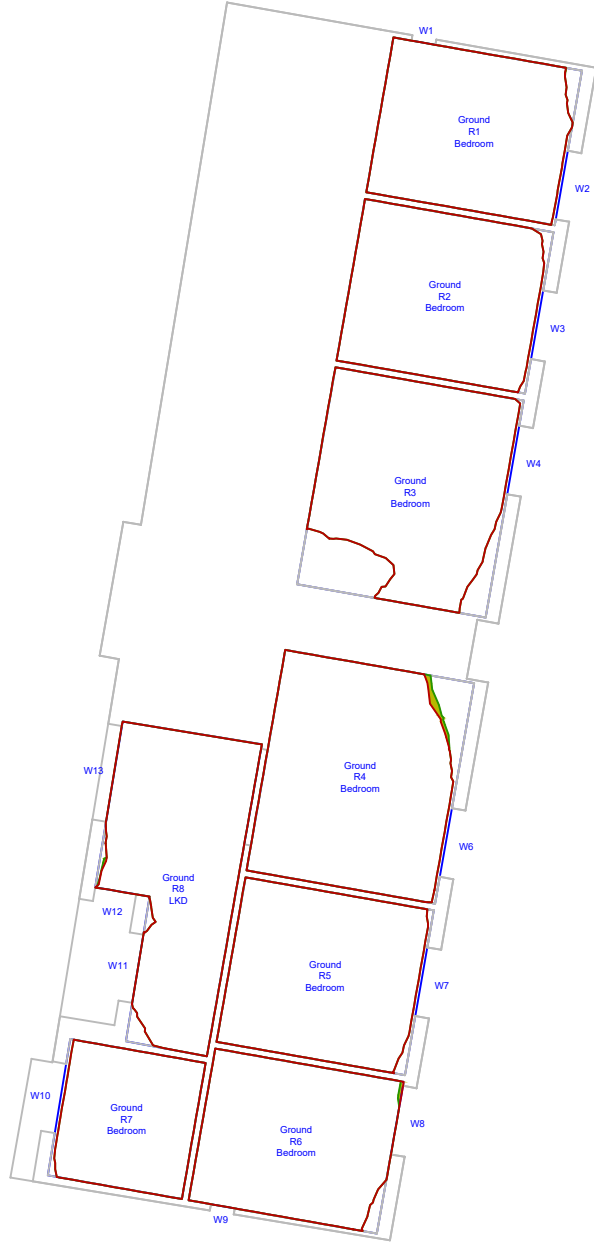 W1
Ground
R1
Bedroom
W2
Ground
R2
Bedroom
W3
W4
Ground
R3
Bedroom
Ground
R4
Bedroom
W13
W6
Ground
R8
LKD
W12
W11
Ground
R5
Bedroom
W7
W10
Ground
R7
Bedroom
Ground
R6
Bedroom
W8
W9